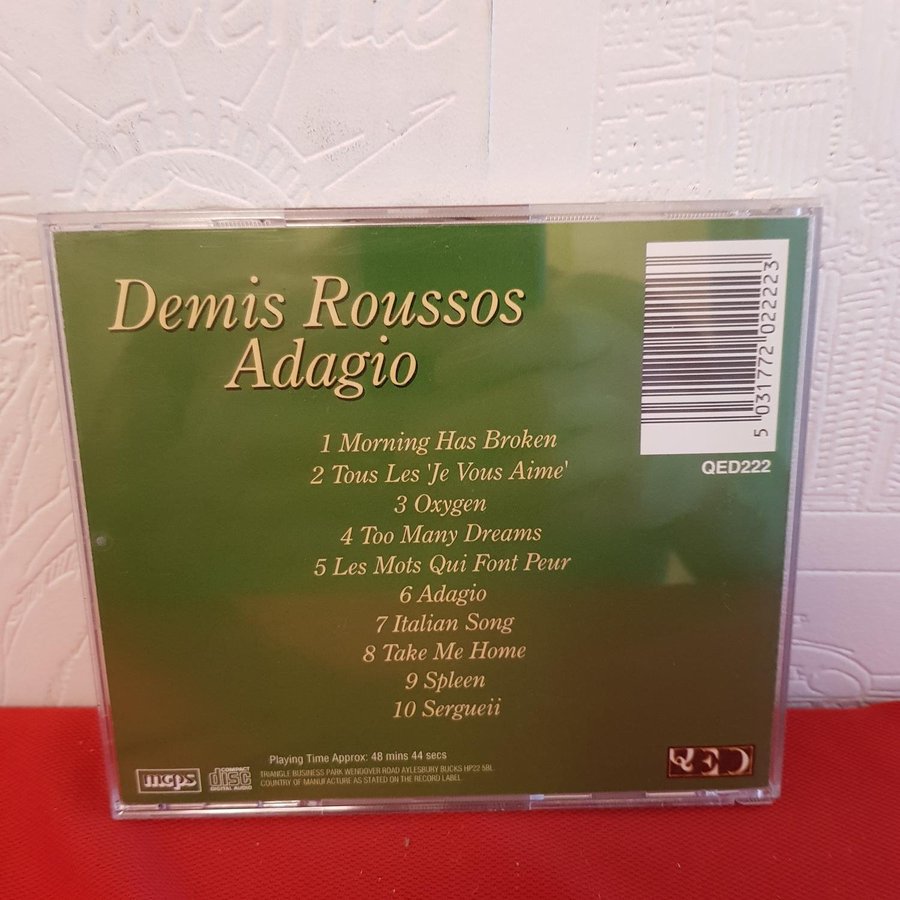 Demis Roussos
Adagio
1 Morning Has Broken
2 Tous Les 'Je Vous Aime'
3 Oxygen
4 Too Many Dreams
5 Les Mots Qui Font Peur
6 Adagio
7 Italian Song
8 Take Me Home
9 Spleen
10 Sergueii
5 031772 022223
QED222
Playing Time Approx: 48 mins 44 secs
TRIANGLE BUSINESS PARK WENDOVER ROAD AYLESBURY BUCKS HP22 5BL
COUNTRY OF MANUFACTURE AS STATED ON THE RECORD LABEL
mcps
COMPACT
disc
DIGITAL AUDIO
QED